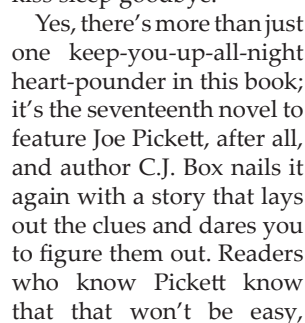 kiss sleep goodbye.
Yes, there's more than just
one keep-you-up-all-night
heart-pounder in this book;
it's the seventeenth novel to
feature Joe Pickett, after all,
and author C.J. Box nails it
again with a story that lays
out the clues and dares you
to figure them out. Readers
who know Pickett know
that that won't be easy,